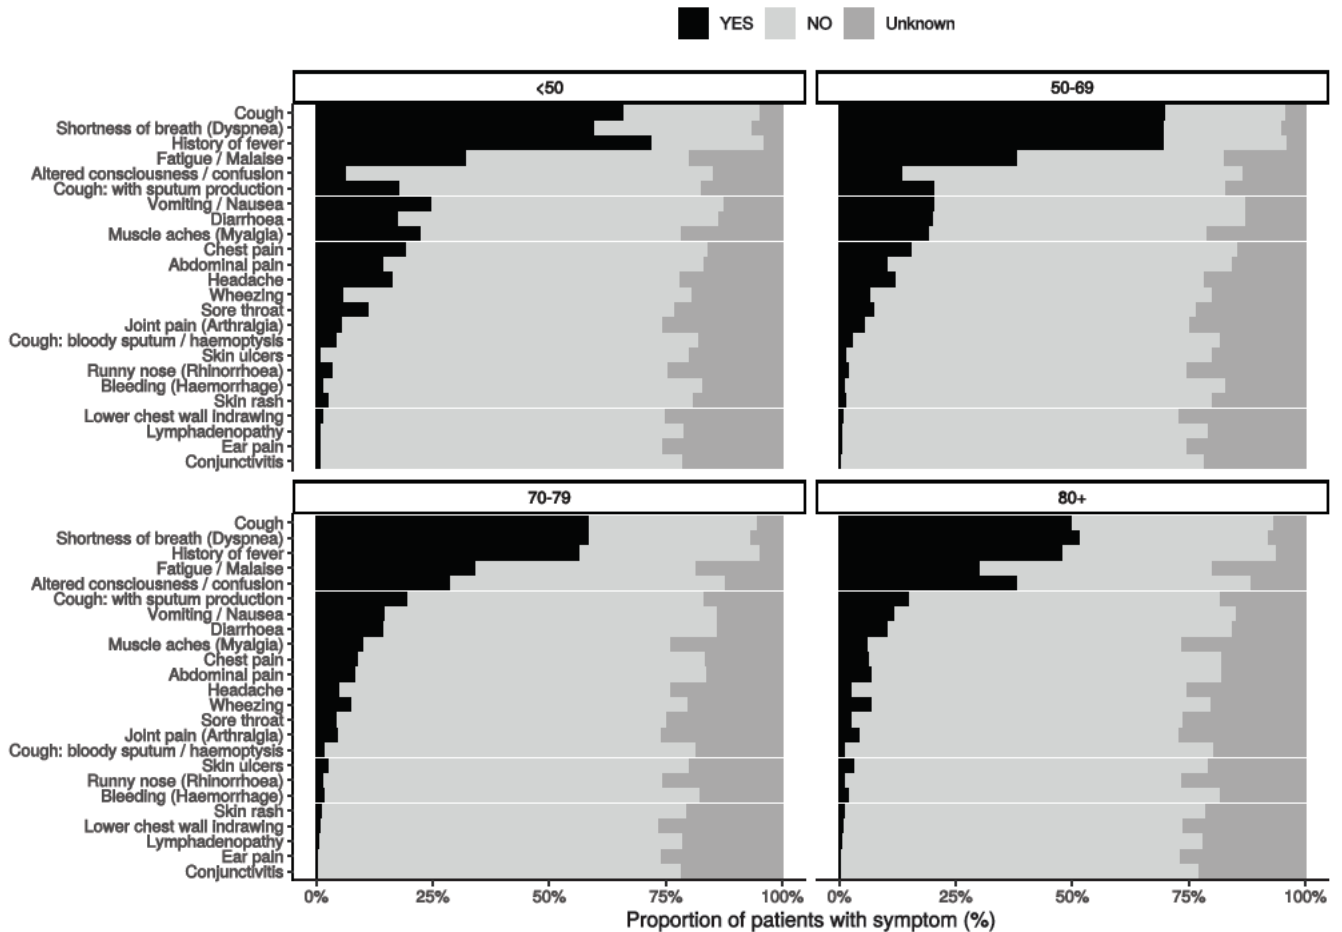 YES NO Unknown
<50 50-69
Cough
Shortness of breath (Dyspnea)
History of fever
Fatigue / Malaise
Altered consciousness / confusion
Cough: with sputum production
Vomiting / Nausea
Diarrhoea
Muscle aches (Myalgia)
Chest pain
Abdominal pain
Headache
Wheezing
Sore throat
Joint pain (Arthralgia)
Cough: bloody sputum / haemoptysis
Skin ulcers
Runny nose (Rhinorrhoea)
Bleeding (Haemorrhage)
Skin rash
Lower chest wall indrawing
Lymphadenopathy
Ear pain
Conjunctivitis
70-79 80+
Cough
Shortness of breath (Dyspnea)
History of fever
Fatigue / Malaise
Altered consciousness / confusion
Cough: with sputum production
Vomiting / Nausea
Diarrhoea
Muscle aches (Myalgia)
Chest pain
Abdominal pain
Headache
Wheezing
Sore throat
Joint pain (Arthralgia)
Cough: bloody sputum / haemoptysis
Skin ulcers
Runny nose (Rhinorrhoea)
Bleeding (Haemorrhage)
Skin rash
Lower chest wall indrawing
Lymphadenopathy
Ear pain
Conjunctivitis
0% 25% 50% 75% 100% 0% 25% 50% 75% 100%
Proportion of patients with symptom (%)